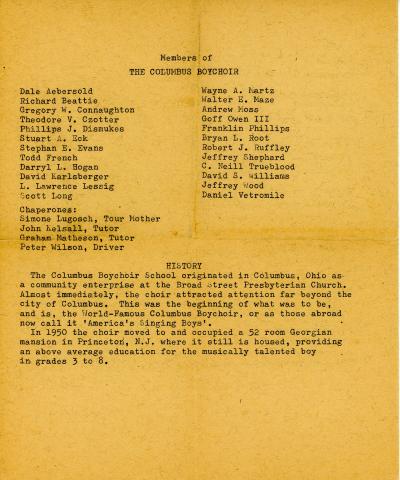 Members of
THE COLUMBUS BOYCHOIR
Dale Aebersold
Richard Beattie
Gregory W. Connaughton
Theodore V. Czotter
Phillips J. Dismukes
Stuart A. Eck
Stephan E. Evans
Todd French
Darryl L. Hogan
David Karlsberger
L. Lawrence Lessig
Scott Long
Wayne A. Martz
Walter E. Maze
Andrew Moss
Goff Owen III
Franklin Phillips
Bryan L. Root
Robert J. Ruffley
Jeffrey Shephard
C. Neill Trueblood
David S. Williams
Jeffrey Wood
Daniel Vetromile
Chaperones:
Simone Lugosch, Tour Mother
John Kelsall, Tutor
Graham Matheson, Tutor
Peter Wilson, Driver
HISTORY
The Columbus Boychoir School originated in Columbus, Ohio as
a community enterprise at the Broad Street Presbyterian Church.
Almost immediately, the choir attracted attention far beyond the
city of Columbus. This was the beginning of what was to be,
and is, the World-Famous Columbus Boychoir, or as those abroad
now call it 'America's Singing Boys'.
In 1950 the choir moved to and occupied a 52 room Georgian
mansion in Princeton, N.J. where it still is housed, providing
an above average education for the musically talented boy
in grades 3 to 8.